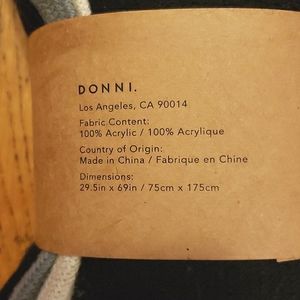 DONNI.
Los Angeles, CA 90014
Fabric Content:
100% Acrylic / 100% Acrylique
Country of Origin:
Made in China / Fabrique en Chine
Dimensions:
29.5in x 69in / 75cm x 175cm